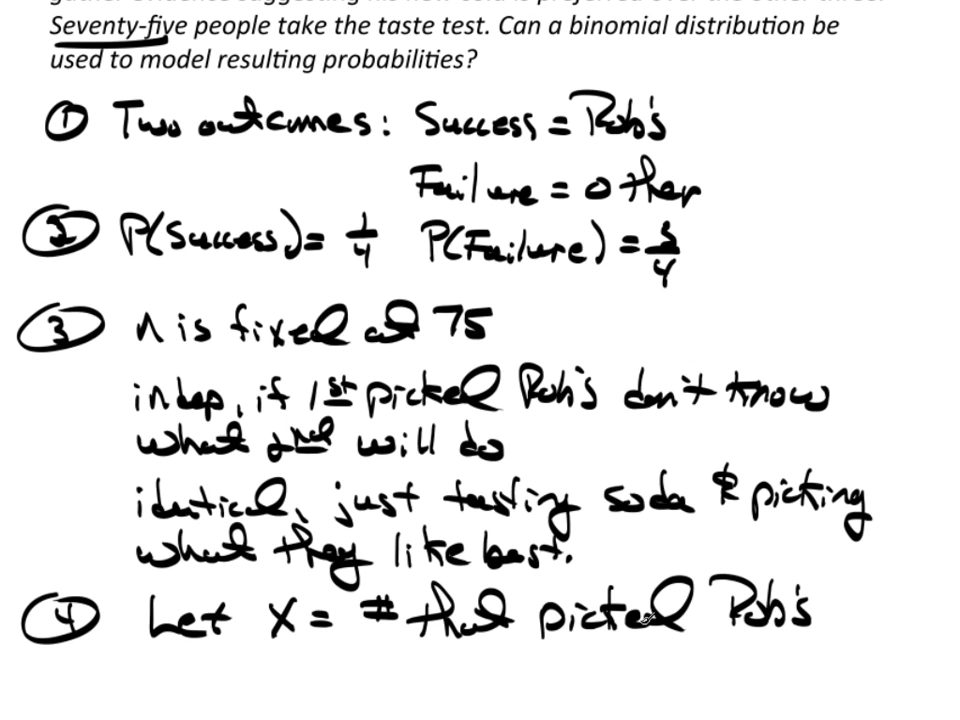 Seventy-five people take the taste test. Can a binomial distribution be
used to model resulting probabilities?
① Two outcomes: Success = Rob's
Failure = other
② P(Success) = 1/4 P(Failure) = 3/4
③ n is fixed at 75
indep, if 1st picked Rob's don't know
what 2nd will do
identical, just tasting soda & picking
what they like best.
④ Let X = # that picked Rob's